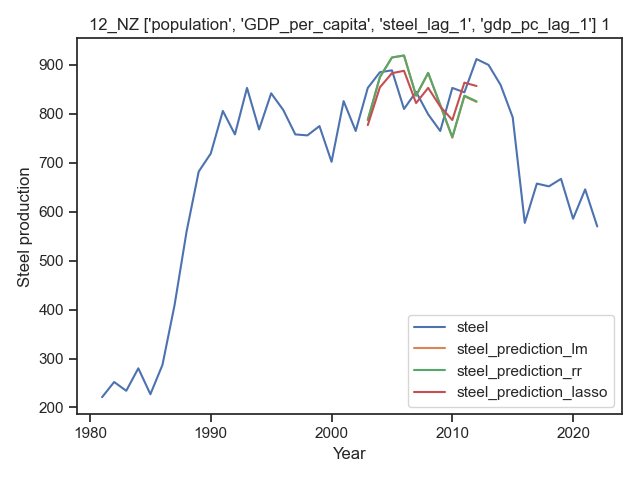 12_NZ ['population', 'GDP_per_capita', 'steel_lag_1', 'gdp_pc_lag_1'] 1
900
800
700
600
500
400
300
200
Steel production
1980
1990
2000
2010
2020
Year
steel
steel_prediction_lm
steel_prediction_rr
steel_prediction_lasso